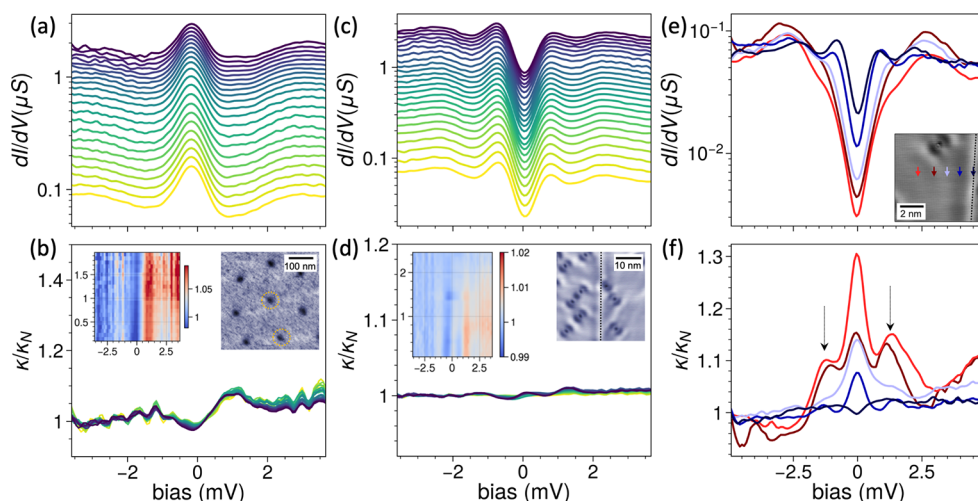 (a)
dI/dV(μS)
1
0.1
(c)
dI/dV(μS)
1
0.1
(e)
dI/dV(μS)
10⁻¹
10⁻²
2 nm
(b)
κ/κN
1.4
1.3
1.2
1.1
1
1.5
1
0.5
-2.5 0 2.5
1.05
1
100 nm
−2 0 2
bias (mV)
(d)
κ/κN
1.2
1.1
1
2
1
-2.5 0 2.5
1.02
1.01
1
0.99
10 nm
−2 0 2
bias (mV)
(f)
κ/κN
1.3
1.2
1.1
1
-2.5 0 2.5
bias (mV)